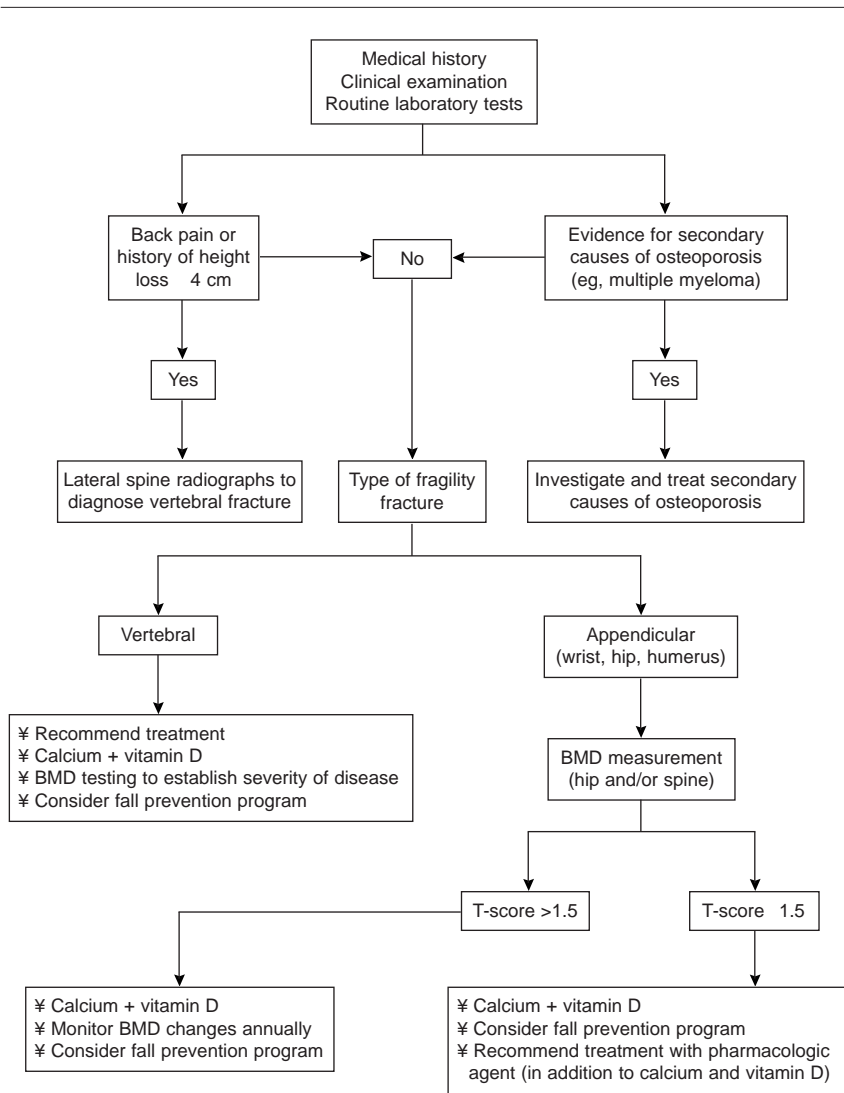 Medical history
Clinical examination
Routine laboratory tests
Back pain or
history of height
loss 4 cm
No
Evidence for secondary
causes of osteoporosis
(eg, multiple myeloma)
Yes
Yes
Lateral spine radiographs to
diagnose vertebral fracture
Type of fragility
fracture
Investigate and treat secondary
causes of osteoporosis
Vertebral
Appendicular
(wrist, hip, humerus)
¥ Recommend treatment
¥ Calcium + vitamin D
¥ BMD testing to establish severity of disease
¥ Consider fall prevention program
BMD measurement
(hip and/or spine)
T-score >1.5
T-score 1.5
¥ Calcium + vitamin D
¥ Monitor BMD changes annually
¥ Consider fall prevention program
¥ Calcium + vitamin D
¥ Consider fall prevention program
¥ Recommend treatment with pharmacologic
agent (in addition to calcium and vitamin D)